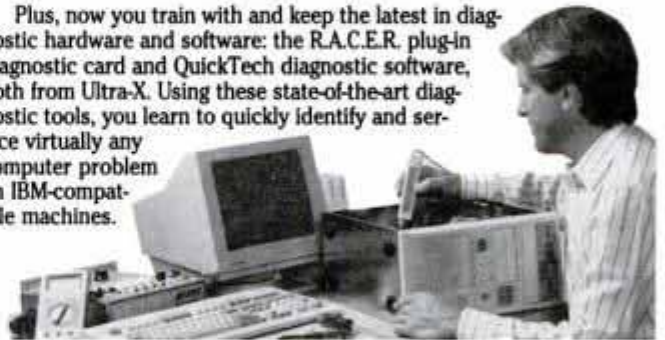 Plus, now you train with and keep the latest in diag-
ostic hardware and software: the R.A.C.E.R. plug-in
agnostic card and QuickTech diagnostic software,
oth from Ultra-X. Using these state-of-the-art diag-
ostic tools, you learn to quickly identify and ser-
ce virtually any
omputer problem
n IBM-compat-
le machines.